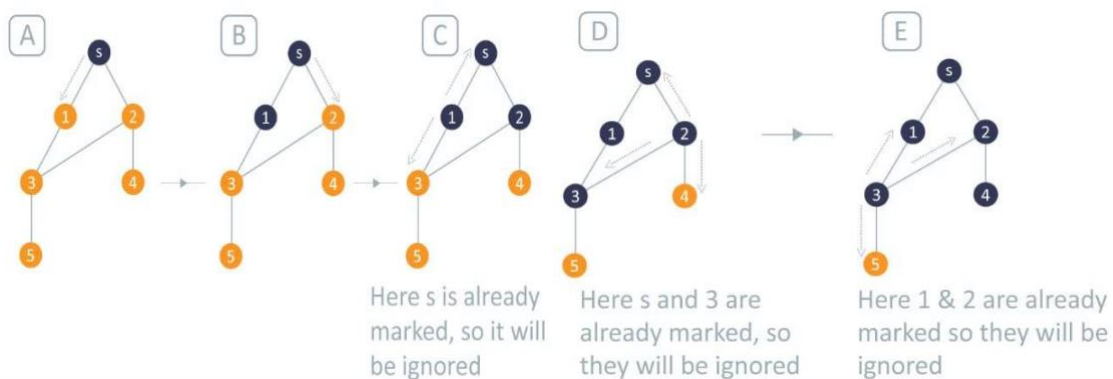 A
B
C
D
E
s
1
2
3
4
5
s
1
2
3
4
5
s
1
2
3
4
5
s
1
2
3
4
5
s
1
2
3
4
5
Here s is already
marked, so it will
be ignored
Here s and 3 are
already marked, so
they will be ignored
Here 1 & 2 are already
marked so they will be
ignored